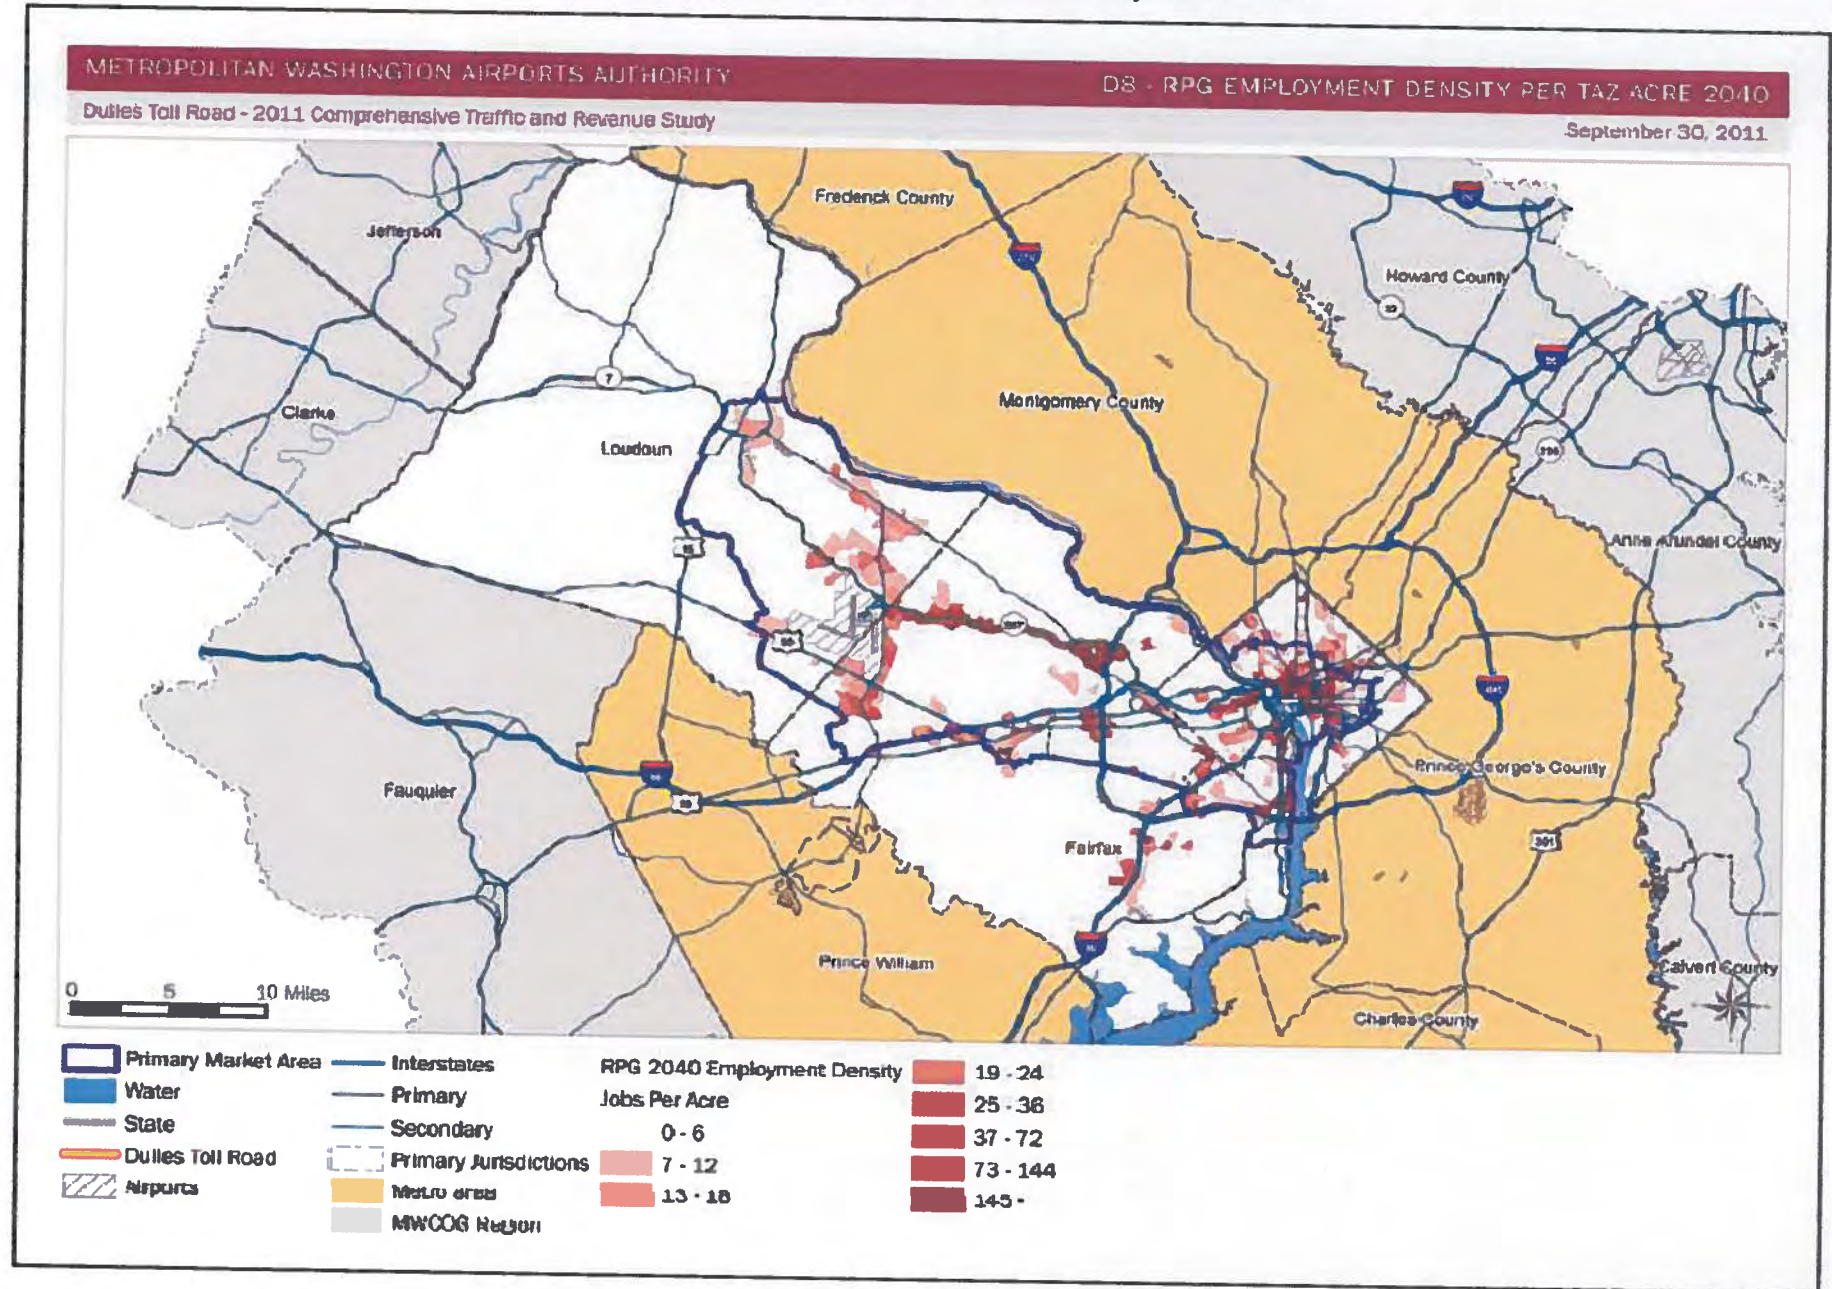 METROPOLITAN WASHINGTON AIRPORTS AUTHORITY
D8 - RPG EMPLOYMENT DENSITY PER TAZ ACRE 2040
Dulles Toll Road - 2011 Comprehensive Traffic and Revenue Study
September 30, 2011
Frederick County
Jefferson
Howard County
7
Clarke
Montgomery County
Loudoun
Anne Arundel County
Prince George's County
Fauquier
301
Fairfax
Prince William
Calvert County
Charles County
0 5 10 Miles
Primary Market Area
Water
State
Dulles Toll Road
Airports
Interstates
Primary
Secondary
Primary Jurisdictions
Metro area
MWCOG Region
RPG 2040 Employment Density
Jobs Per Acre
0 - 6
7 - 12
13 - 18
19 - 24
25 - 36
37 - 72
73 - 144
145 -